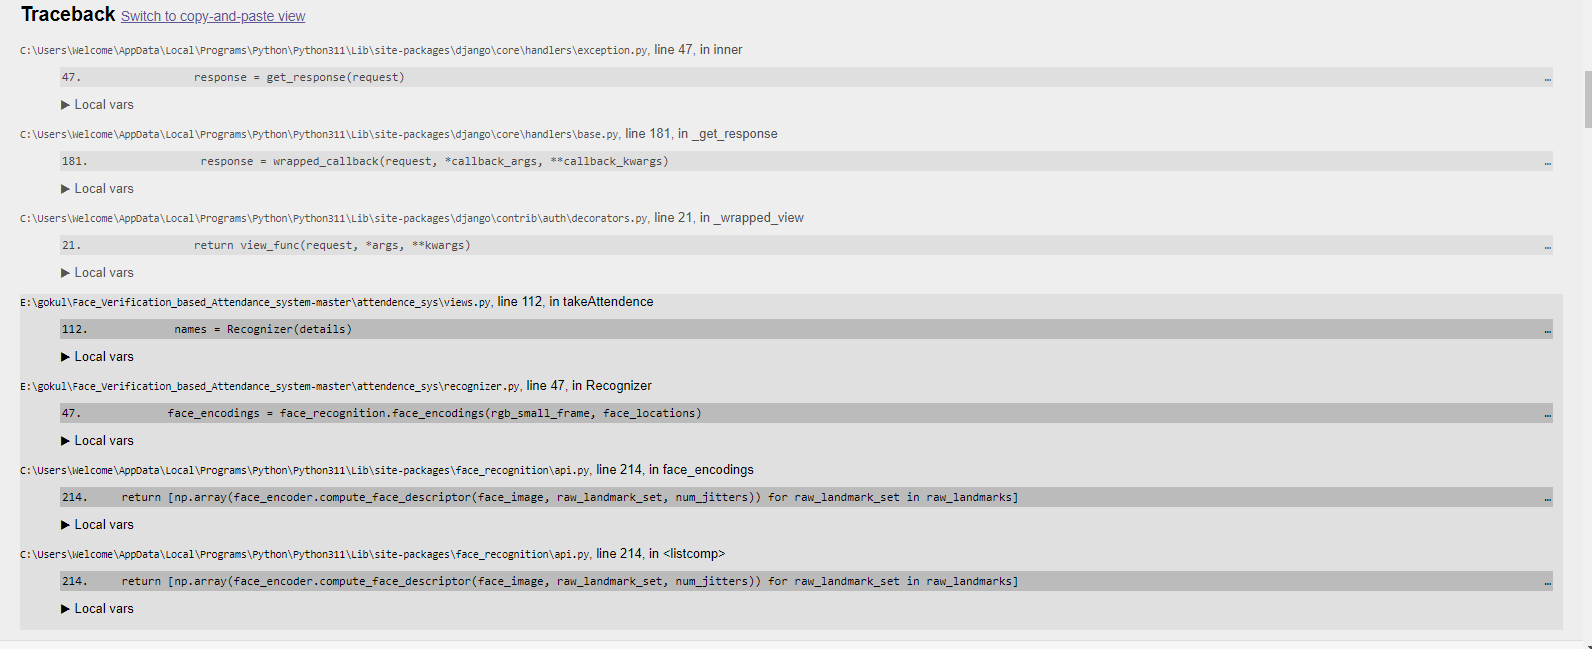 Traceback Switch to copy-and-paste view
C:\Users\Welcome\AppData\Local\Programs\Python\Python311\Lib\site-packages\django\core\handlers\exception.py, line 47, in inner
47. response = get_response(request) …
▶ Local vars
C:\Users\Welcome\AppData\Local\Programs\Python\Python311\Lib\site-packages\django\core\handlers\base.py, line 181, in _get_response
181. response = wrapped_callback(request, *callback_args, **callback_kwargs) …
▶ Local vars
C:\Users\Welcome\AppData\Local\Programs\Python\Python311\Lib\site-packages\django\contrib\auth\decorators.py, line 21, in _wrapped_view
21. return view_func(request, *args, **kwargs) …
▶ Local vars
E:\gokul\Face_Verification_based_Attendance_system-master\attendence_sys\views.py, line 112, in takeAttendence
112. names = Recognizer(details) …
▶ Local vars
E:\gokul\Face_Verification_based_Attendance_system-master\attendence_sys\recognizer.py, line 47, in Recognizer
47. face_encodings = face_recognition.face_encodings(rgb_small_frame, face_locations) …
▶ Local vars
C:\Users\Welcome\AppData\Local\Programs\Python\Python311\Lib\site-packages\face_recognition\api.py, line 214, in face_encodings
214. return [np.array(face_encoder.compute_face_descriptor(face_image, raw_landmark_set, num_jitters)) for raw_landmark_set in raw_landmarks] …
▶ Local vars
C:\Users\Welcome\AppData\Local\Programs\Python\Python311\Lib\site-packages\face_recognition\api.py, line 214, in <listcomp>
214. return [np.array(face_encoder.compute_face_descriptor(face_image, raw_landmark_set, num_jitters)) for raw_landmark_set in raw_landmarks] …
▶ Local vars